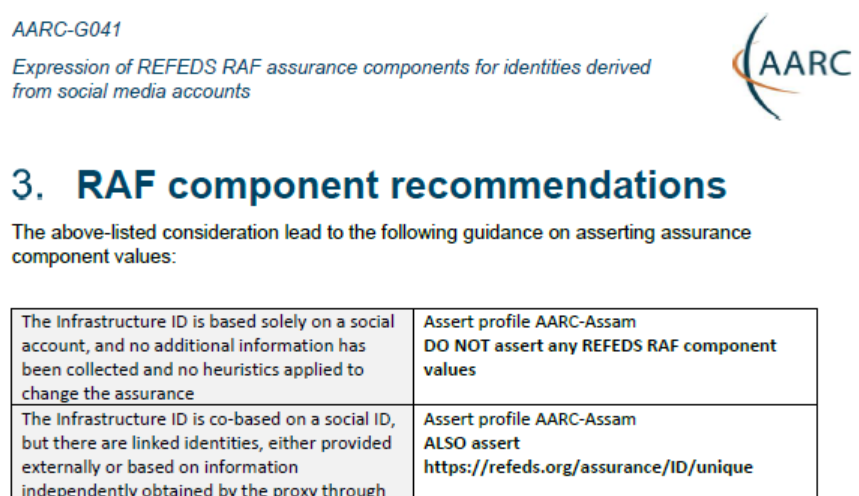 AARC-G041
Expression of REFEDS RAF assurance components for identities derived
from social media accounts
AARC
3. RAF component recommendations
The above-listed consideration lead to the following guidance on asserting assurance
component values:
The Infrastructure ID is based solely on a social
account, and no additional information has
been collected and no heuristics applied to
change the assurance
Assert profile AARC-Assam
DO NOT assert any REFEDS RAF component
values
The Infrastructure ID is co-based on a social ID,
but there are linked identities, either provided
externally or based on information
independently obtained by the proxy through
Assert profile AARC-Assam
ALSO assert
https://refeds.org/assurance/ID/unique